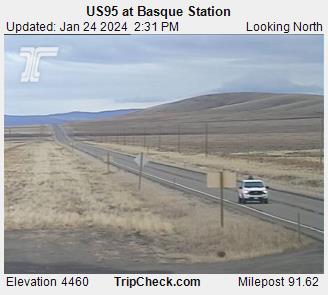 US95 at Basque Station
Updated: Jan 24 2024 2:31 PM Looking North
Elevation 4460 TripCheck.com Milepost 91.62